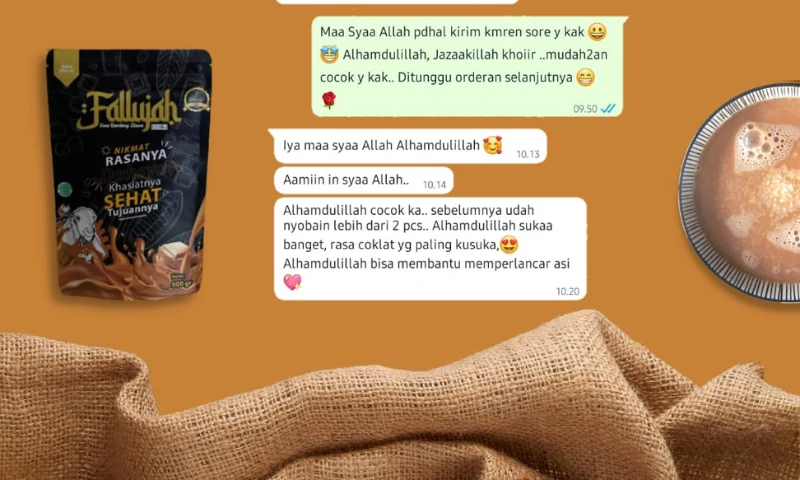 Fallujah
NIKMAT
RASANYA
Khasiatnya
SEHAT
Tujuannya
500 gr
Maa Syaa Allah pdhal kirim kmren sore y kak 😀
🤓 Alhamdulillah, Jazaakillah khoiir ..mudah2an
cocok y kak.. Ditunggu orderan selanjutnya 😁
🌹
09.50
Iya maa syaa Allah Alhamdulillah 🥰
10.13
Aamiin in syaa Allah..
10.14
Alhamdulillah cocok ka.. sebelumnya udah
nyobain lebih dari 2 pcs.. Alhamdulillah sukaa
banget, rasa coklat yg paling kusuka,😍
Alhamdulillah bisa membantu memperlancar asi
💖
10.20